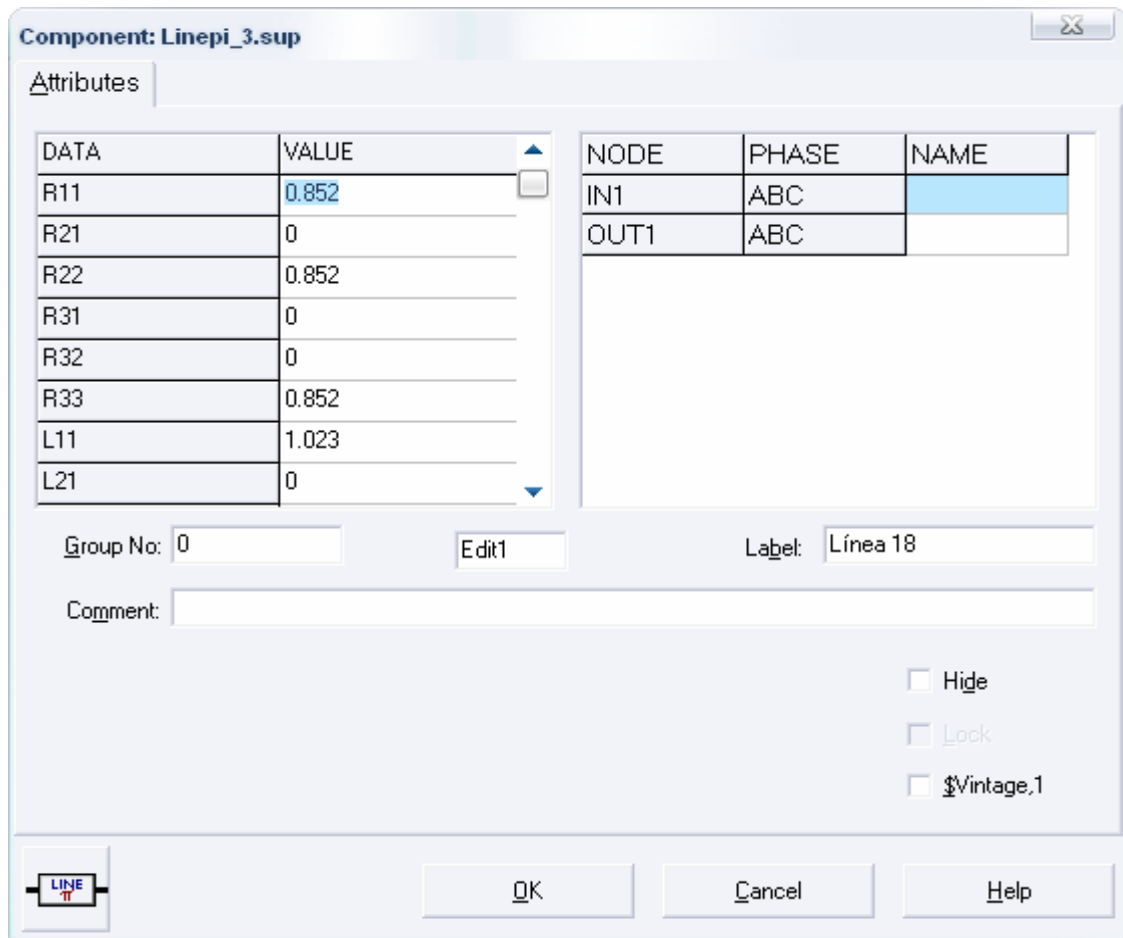 Component: Linepi_3.sup
Attributes
DATA VALUE
R11 0.852
R21 0
R22 0.852
R31 0
R32 0
R33 0.852
L11 1.023
L21 0
NODE PHASE NAME
IN1 ABC
OUT1 ABC
Group No: 0
Edit1
Label: Línea 18
Comment:
Hide
Lock
$Vintage,1
LINE
π
OK Cancel Help